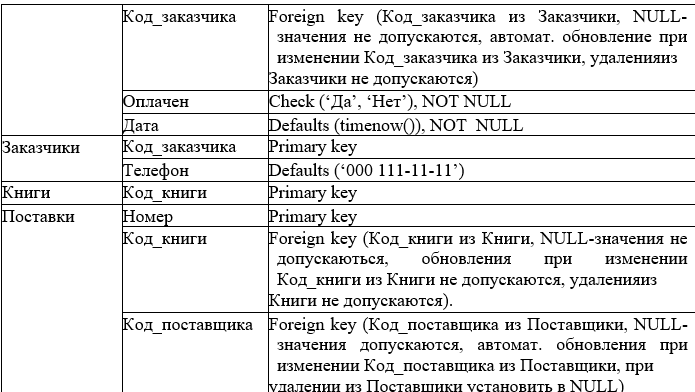 Код_заказчика Foreign key (Код_заказчика из Заказчики, NULL-
значения не допускаются, автомат. обновление при
изменении Код_заказчика из Заказчики, удаленияиз
Заказчики не допускаются)
Оплачен Check (‘Да’, ‘Нет’), NOT NULL
Дата Defaults (timenow()), NOT NULL
Заказчики Код_заказчика Primary key
Телефон Defaults (‘000 111-11-11’)
Книги Код_книги Primary key
Поставки Номер Primary key
Код_книги Foreign key (Код_книги из Книги, NULL-значения не
допускаються, обновления при изменении
Код_книги из Книги не допускаются, удаленияиз
Книги не допускаются).
Код_поставщика Foreign key (Код_поставщика из Поставщики, NULL-
значения допускаются, автомат. обновления при
изменении Код_поставщика из Поставщики, при
удалении из Поставщики установить в NULL)